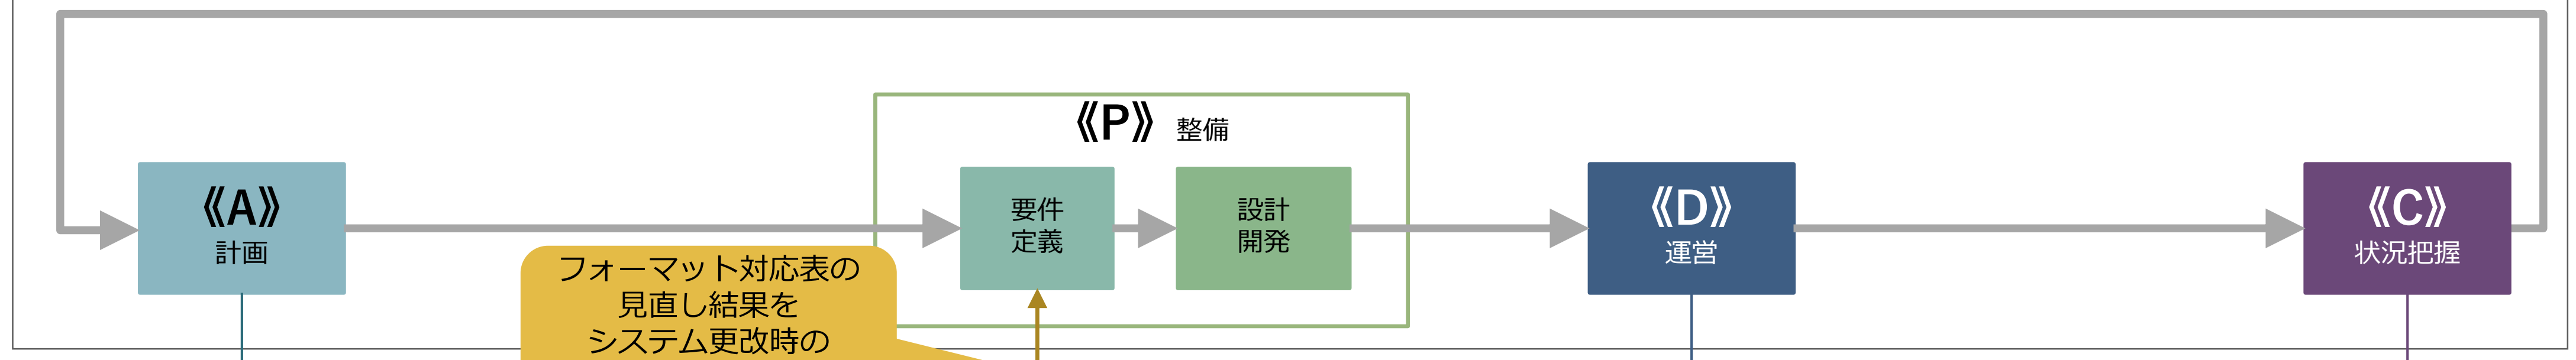 《A》
計画
《P》 整備
要件
定義
設計
開発
フォーマット対応表の
見直し結果を
システム更改時の
《D》
運営
《C》
状況把握